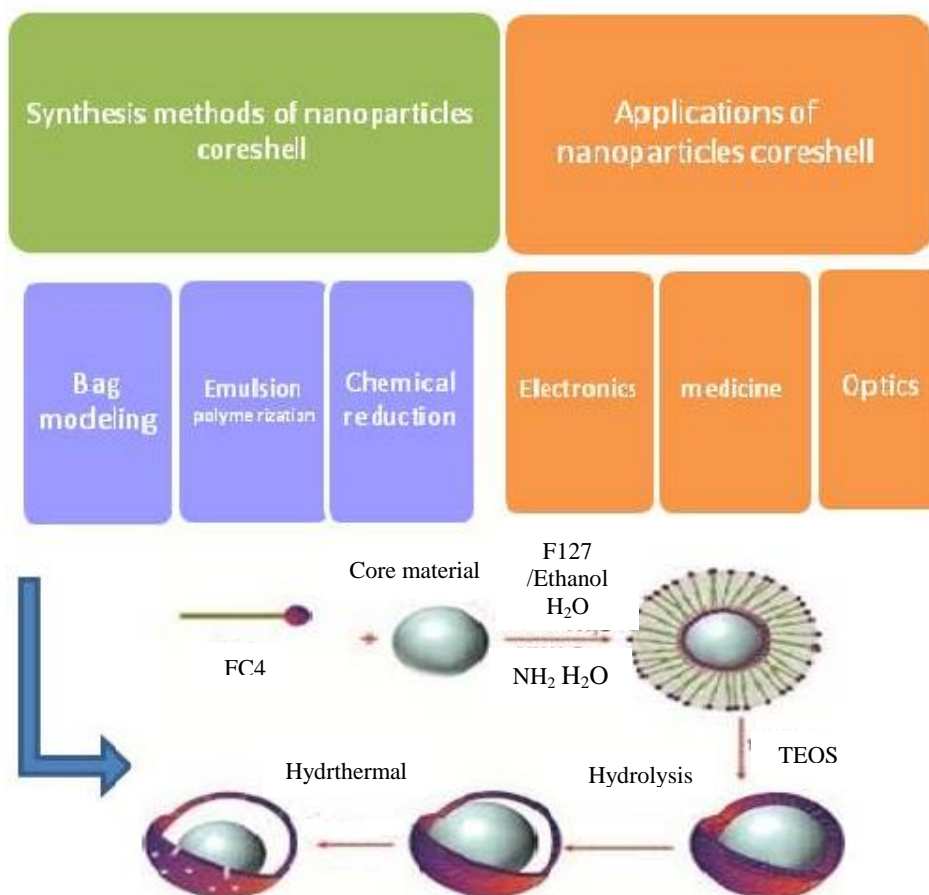 Synthesis methods of nanoparticles
coreshell
Applications of
nanoparticles coreshell
Bag
modeling
Emulsion
polymerization
Chemical
reduction
Electronics
medicine
Optics
F127
/Ethanol
H₂O
Core material
+
FC4
NH₂ H₂O
TEOS
Hydrthermal
Hydrolysis